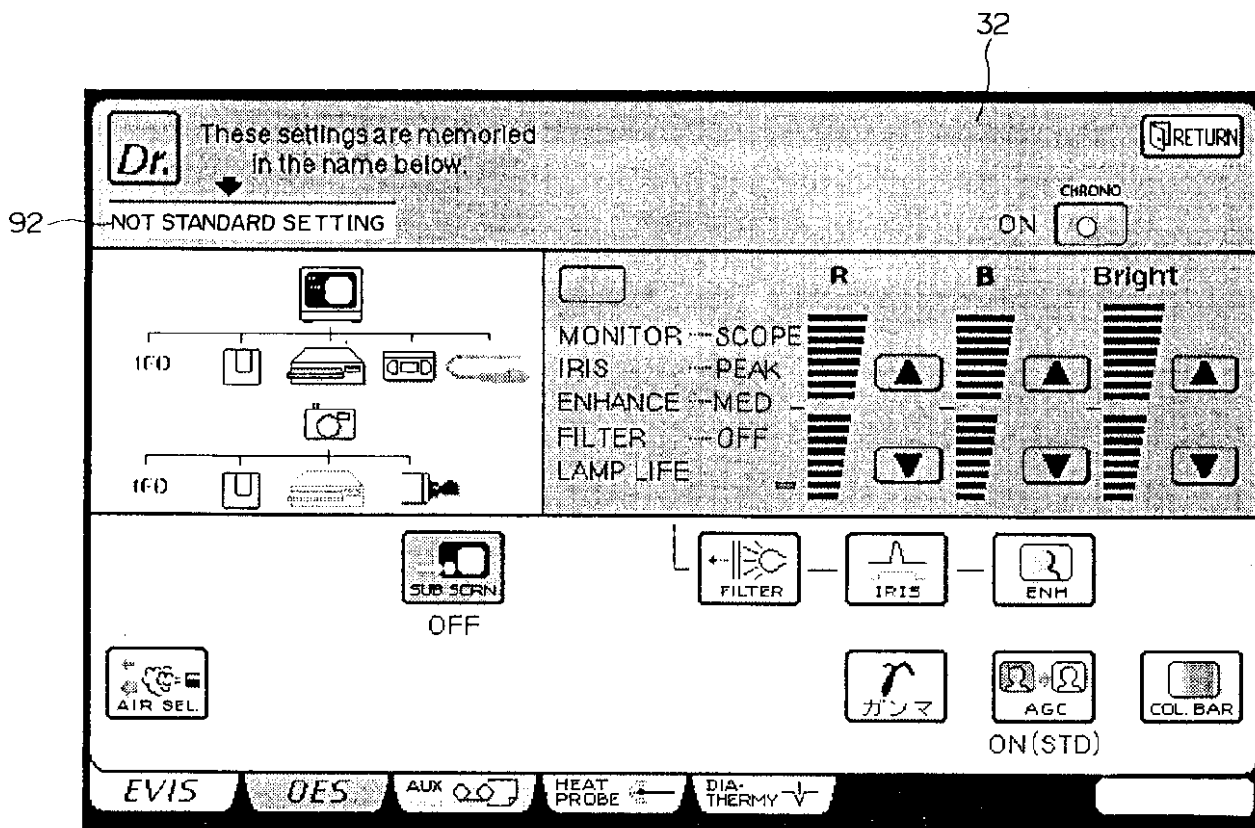 32
Dr.
These settings are memoried
in the name below.
RETURN
CHRONO
ON
92
NOT STANDARD SETTING
R B Bright
MONITOR ---SCOPE
IRIS ---PEAK
ENHANCE ---MED
FILTER ---OFF
LAMP LIFE
SUB SCRN
OFF
FILTER
IRIS
ENH
AIR SEL.
ガンマ
AGC
ON(STD)
COL. BAR
EVIS
OES
AUX
HEAT
PROBE
DIA-
THERMY